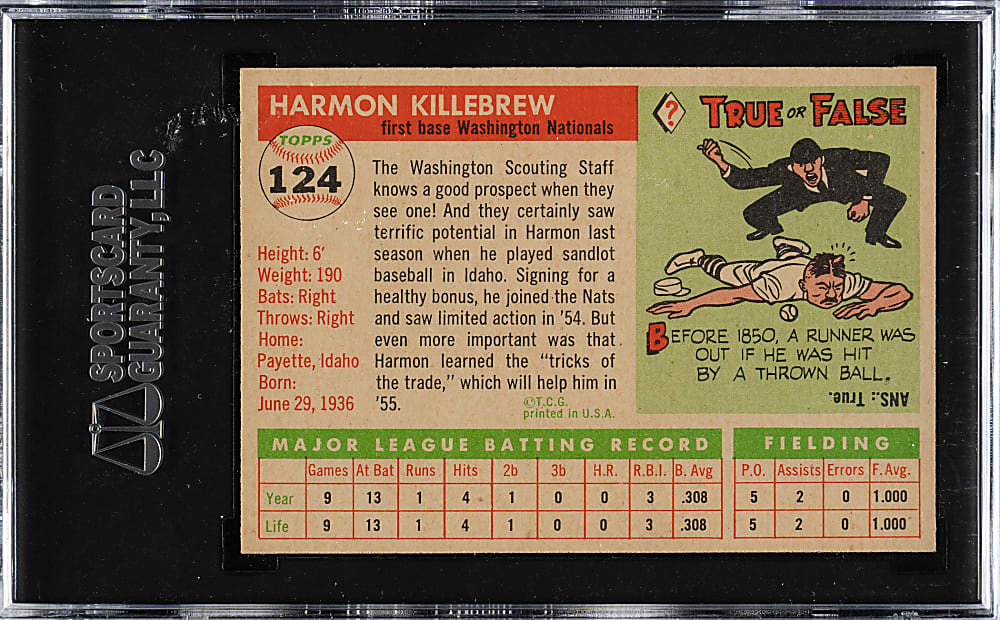 SPORTSCARD
GUARANTY, LLC
HARMON KILLEBREW
first base Washington Nationals
TOPPS
124
Height: 6'
Weight: 190
Bats: Right
Throws: Right
Home:
Payette, Idaho
Born:
June 29, 1936
The Washington Scouting Staff
knows a good prospect when they
see one! And they certainly saw
terrific potential in Harmon last
season when he played sandlot
baseball in Idaho. Signing for a
healthy bonus, he joined the Nats
and saw limited action in '54. But
even more important was that
Harmon learned the "tricks of
the trade," which will help him in
'55.
©T.C.G.
printed in U.S.A.
?
TRUE OR FALSE
BEFORE 1850, A RUNNER WAS
OUT IF HE WAS HIT
BY A THROWN BALL.
ANS.: True.
MAJOR LEAGUE BATTING RECORD
Games At Bat Runs Hits 2b 3b H.R. R.B.I. B. Avg
Year 9 13 1 4 1 0 0 3 .308
Life 9 13 1 4 1 0 0 3 .308
FIELDING
P.O. Assists Errors F. Avg.
5 2 0 1.000
5 2 0 1.000